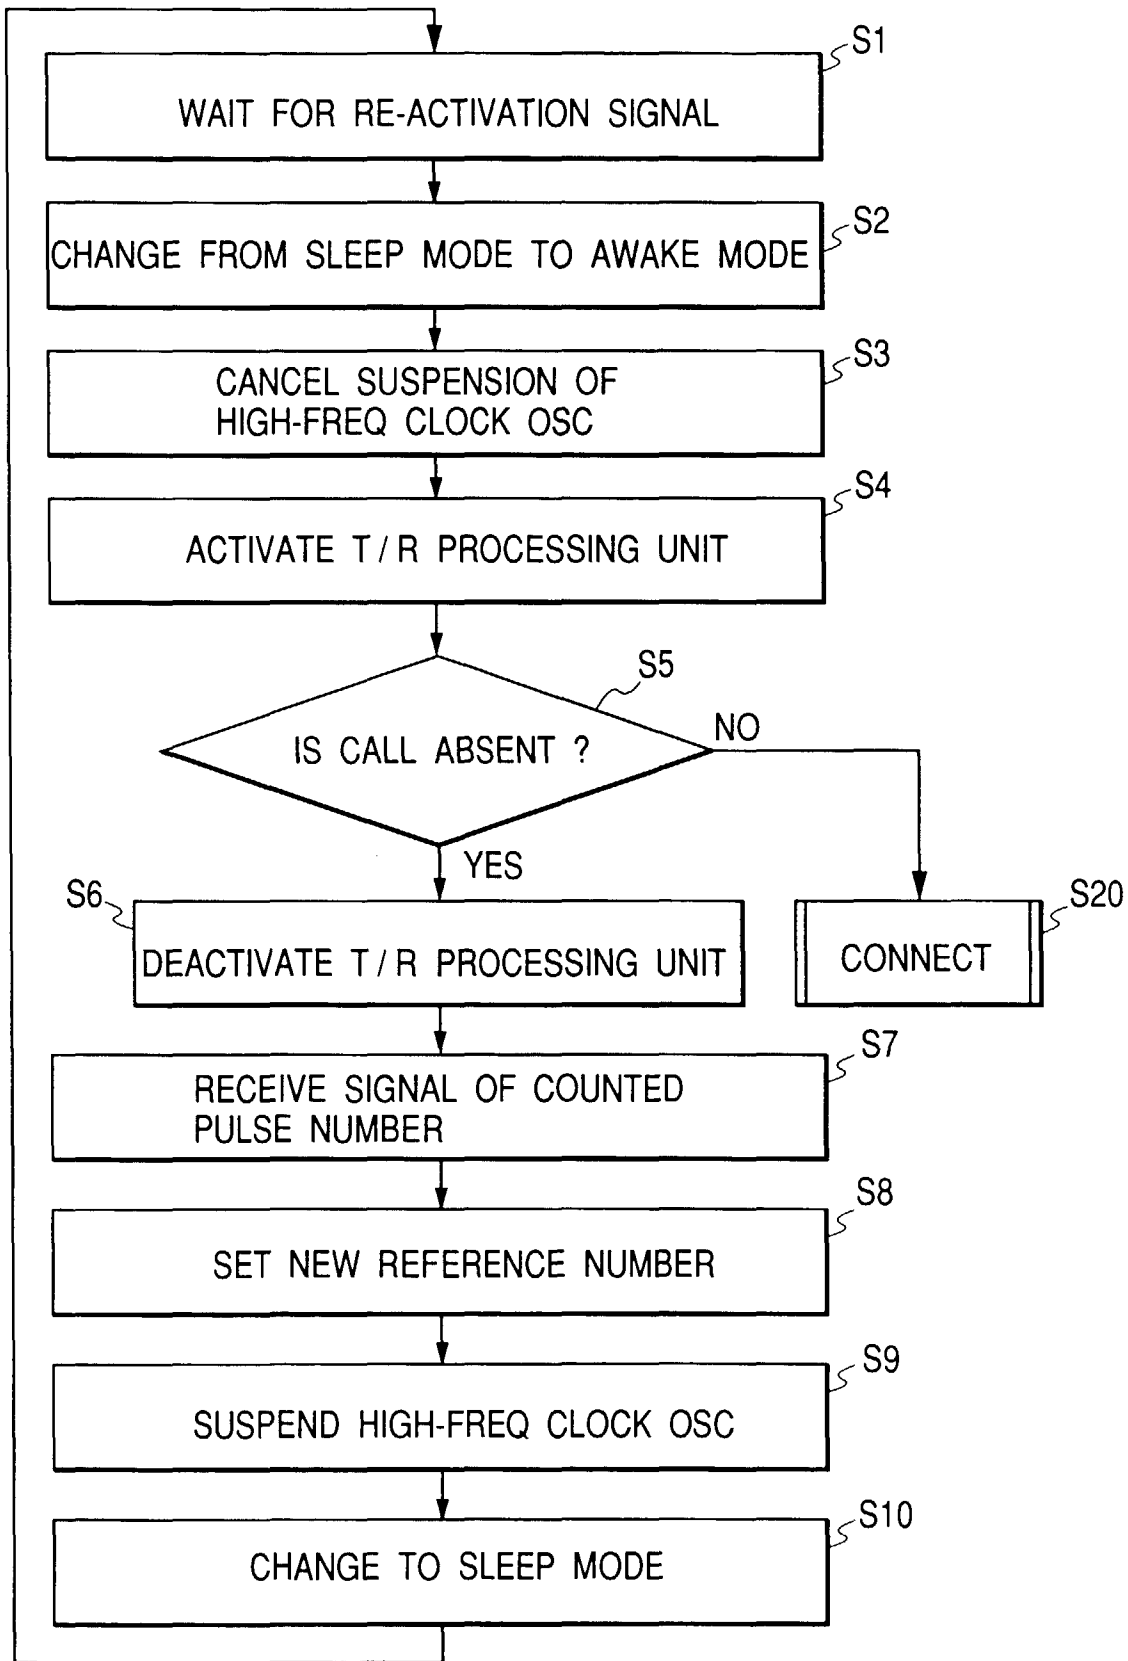 S1
WAIT FOR RE-ACTIVATION SIGNAL
S2
CHANGE FROM SLEEP MODE TO AWAKE MODE
S3
CANCEL SUSPENSION OF
HIGH-FREQ CLOCK OSC
S4
ACTIVATE T/R PROCESSING UNIT
S5
IS CALL ABSENT ?
NO
YES
S6
DEACTIVATE T/R PROCESSING UNIT
S20
CONNECT
S7
RECEIVE SIGNAL OF COUNTED
PULSE NUMBER
S8
SET NEW REFERENCE NUMBER
S9
SUSPEND HIGH-FREQ CLOCK OSC
S10
CHANGE TO SLEEP MODE